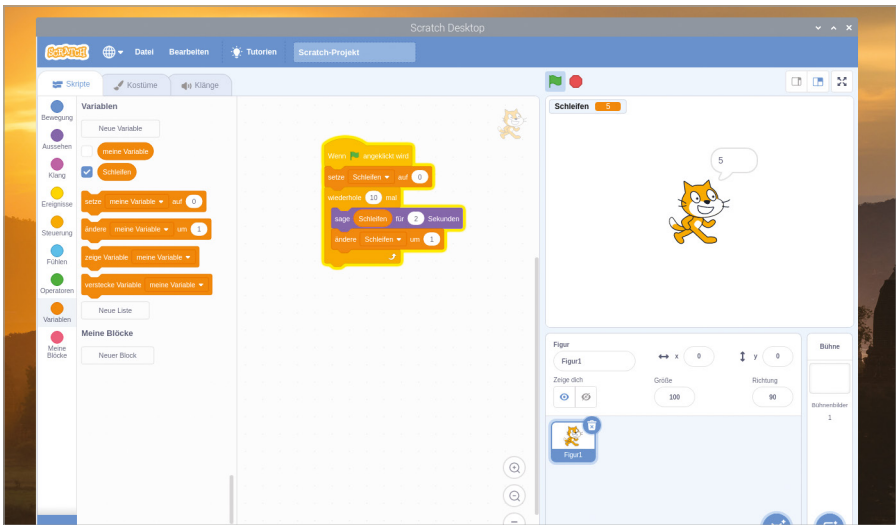 Scratch Desktop
SCRATCH
Datei Bearbeiten Tutorien Scratch-Projekt
Skripte Kostüme Klänge
Bewegung
Aussehen
Klang
Ereignisse
Steuerung
Fühlen
Operatoren
Variablen
Meine
Blöcke
Variablen
Neue Variable
meine Variable
Schleifen
setze meine Variable auf 0
ändere meine Variable um 1
zeige Variable meine Variable
verstecke Variable meine Variable
Neue Liste
Meine Blöcke
Neuer Block
Wenn angeklickt wird
setze Schleifen auf 0
wiederhole 10 mal
sage Schleifen für 2 Sekunden
ändere Schleifen um 1
Schleifen 5
5
Figur
Figur1
x 0
y 0
Zeige dich
Größe
100
Richtung
90
Figur1
Bühne
Bühnenbilder
1